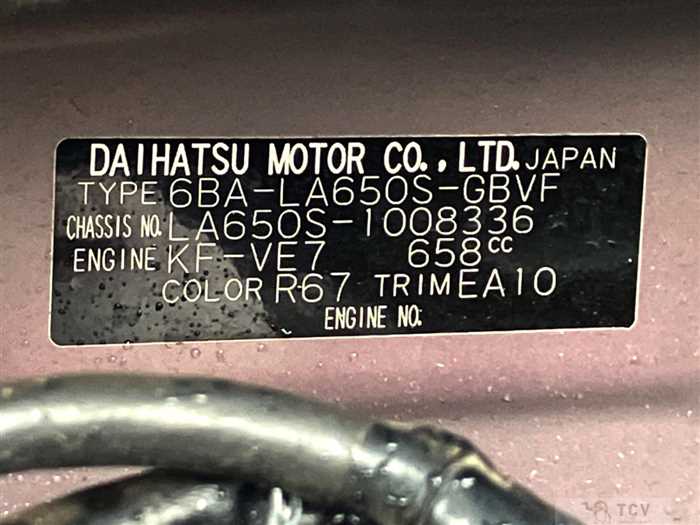 DAIHATSU MOTOR CO., LTD. JAPAN
TYPE 6BA-LA650S-GBVF
CHASSIS NO. LA650S-1008336
ENGINE KF-VE7 658cc
COLOR R67 TRIM EA10
ENGINE NO.
TCV